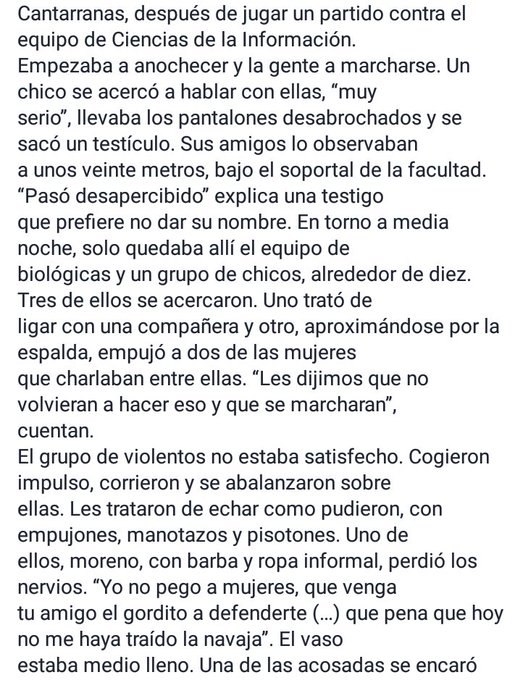 Cantarranas, después de jugar un partido contra el
equipo de Ciencias de la Información.
Empezaba a anochecer y la gente a marcharse. Un
chico se acercó a hablar con ellas, “muy
serio”, llevaba los pantalones desabrochados y se
sacó un testículo. Sus amigos lo observaban
a unos veinte metros, bajo el soportal de la facultad.
“Pasó desapercibido” explica una testigo
que prefiere no dar su nombre. En torno a media
noche, solo quedaba allí el equipo de
biológicas y un grupo de chicos, alrededor de diez.
Tres de ellos se acercaron. Uno trató de
ligar con una compañera y otro, aproximándose por la
espalda, empujó a dos de las mujeres
que charlaban entre ellas. “Les dijimos que no
volvieran a hacer eso y que se marcharan”,
cuentan.
El grupo de violentos no estaba satisfecho. Cogieron
impulso, corrieron y se abalanzaron sobre
ellas. Les trataron de echar como pudieron, con
empujones, manotazos y pisotones. Uno de
ellos, moreno, con barba y ropa informal, perdió los
nervios. “Yo no pego a mujeres, que venga
tu amigo el gordito a defenderte (…) que pena que hoy
no me haya traído la navaja”. El vaso
estaba medio lleno. Una de las acosadas se encaró